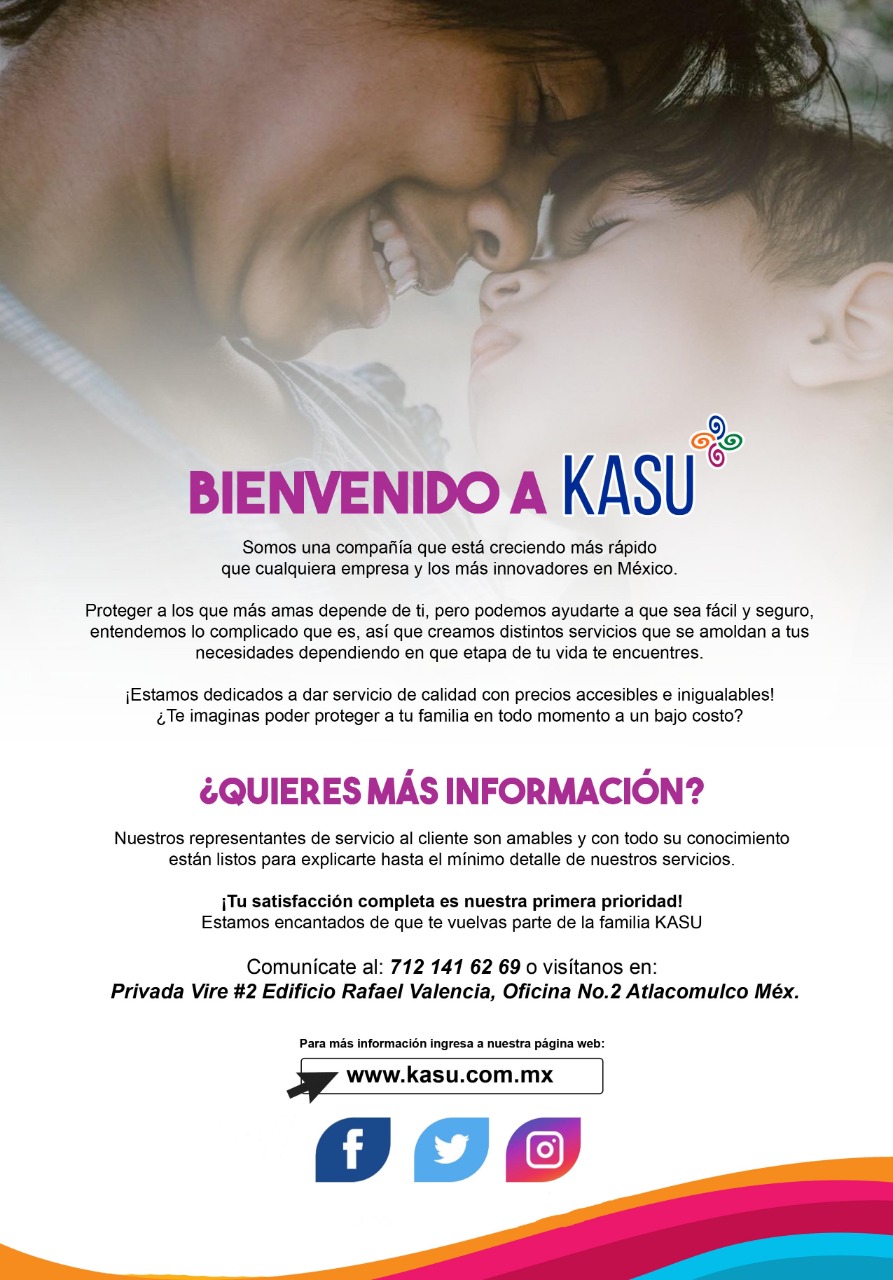 BIENVENIDO A KASU
Somos una compañía que está creciendo más rápido
que cualquiera empresa y los más innovadores en México.
Proteger a los que más amas depende de ti, pero podemos ayudarte a que sea fácil y seguro,
entendemos lo complicado que es, así que creamos distintos servicios que se amoldan a tus
necesidades dependiendo en que etapa de tu vida te encuentres.
¡Estamos dedicados a dar servicio de calidad con precios accesibles e inigualables!
¿Te imaginas poder proteger a tu familia en todo momento a un bajo costo?
¿QUIERES MÁS INFORMACIÓN?
Nuestros representantes de servicio al cliente son amables y con todo su conocimiento
están listos para explicarte hasta el mínimo detalle de nuestros servicios.
¡Tu satisfacción completa es nuestra primera prioridad!
Estamos encantados de que te vuelvas parte de la familia KASU
Comunícate al: 712 141 62 69 o visítanos en:
Privada Vire #2 Edificio Rafael Valencia, Oficina No.2 Atlacomulco Méx.
Para más información ingresa a nuestra página web:
www.kasu.com.mx